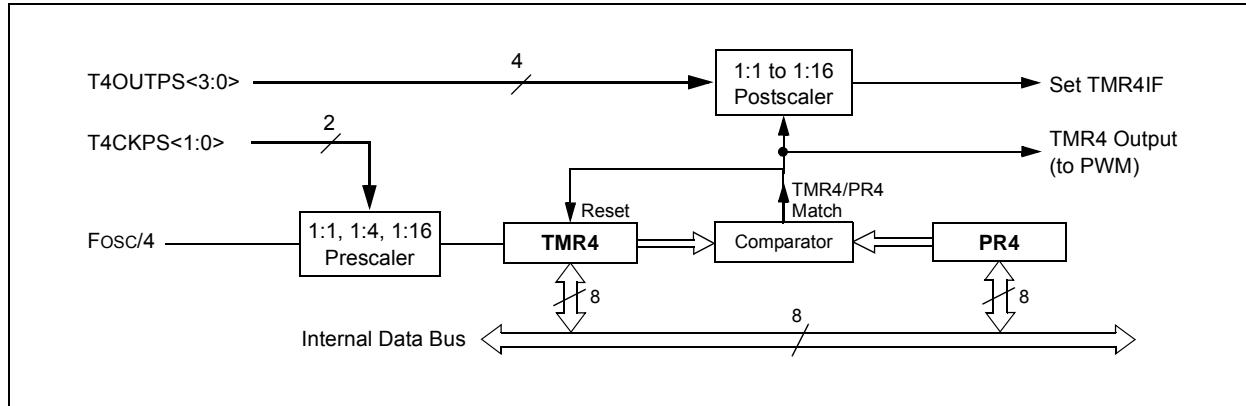 T4OUTPS<3:0>
4
1:1 to 1:16
Postscaler
Set TMR4IF
T4CKPS<1:0>
2
TMR4 Output
(to PWM)
TMR4/PR4
Match
Reset
FOSC/4
1:1, 1:4, 1:16
Prescaler
TMR4
Comparator
PR4
8
8
Internal Data Bus
8